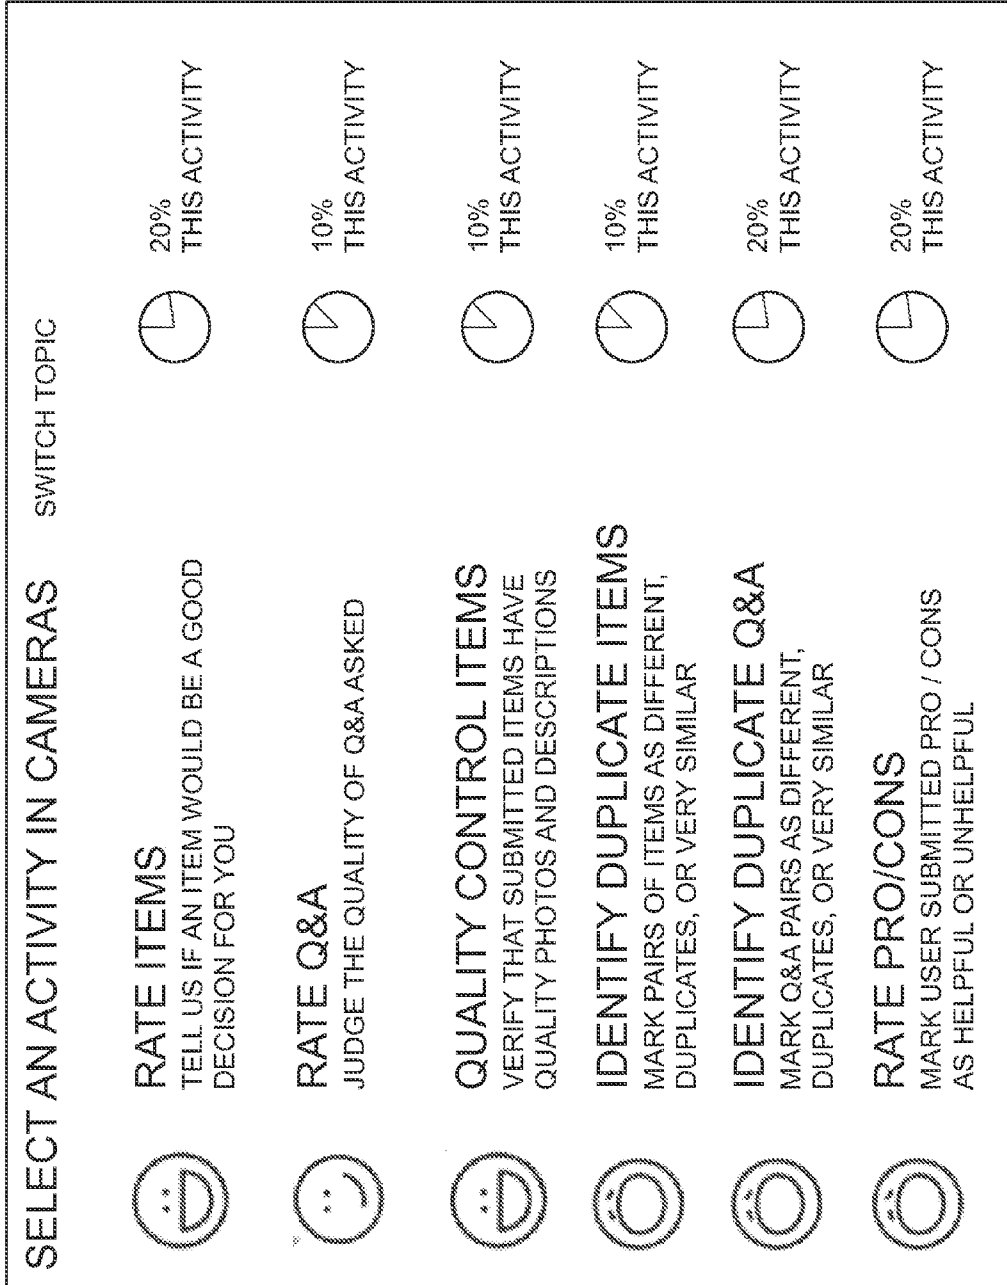 SELECT AN ACTIVITY IN CAMERAS SWITCH TOPIC
RATE ITEMS
TELL US IF AN ITEM WOULD BE A GOOD
DECISION FOR YOU
20%
THIS ACTIVITY
RATE Q&A
JUDGE THE QUALITY OF Q&A ASKED
10%
THIS ACTIVITY
QUALITY CONTROL ITEMS
VERIFY THAT SUBMITTED ITEMS HAVE
QUALITY PHOTOS AND DESCRIPTIONS
10%
THIS ACTIVITY
IDENTIFY DUPLICATE ITEMS
MARK PAIRS OF ITEMS AS DIFFERENT,
DUPLICATES, OR VERY SIMILAR
10%
THIS ACTIVITY
IDENTIFY DUPLICATE Q&A
MARK Q&A PAIRS AS DIFFERENT,
DUPLICATES, OR VERY SIMILAR
20%
THIS ACTIVITY
RATE PRO/CONS
MARK USER SUBMITTED PRO / CONS
AS HELPFUL OR UNHELPFUL
20%
THIS ACTIVITY